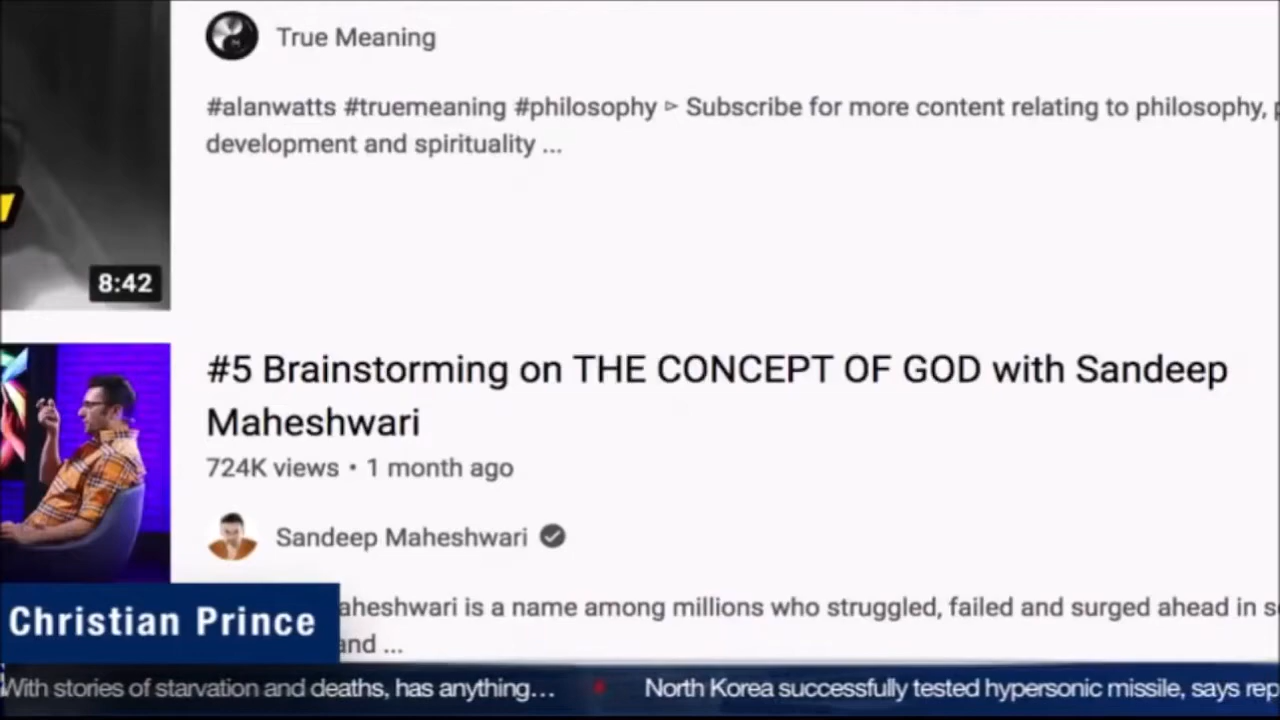 True Meaning
#alanwatts #truemeaning #philosophy ▻ Subscribe for more content relating to philosophy,
development and spirituality ...
8:42
#5 Brainstorming on THE CONCEPT OF GOD with Sandeep
Maheshwari
724K views • 1 month ago
Sandeep Maheshwari
aheshwari is a name among millions who struggled, failed and surged ahead in
and ...
Christian Prince
With stories of starvation and deaths, has anything... North Korea successfully tested hypersonic missile, says rep